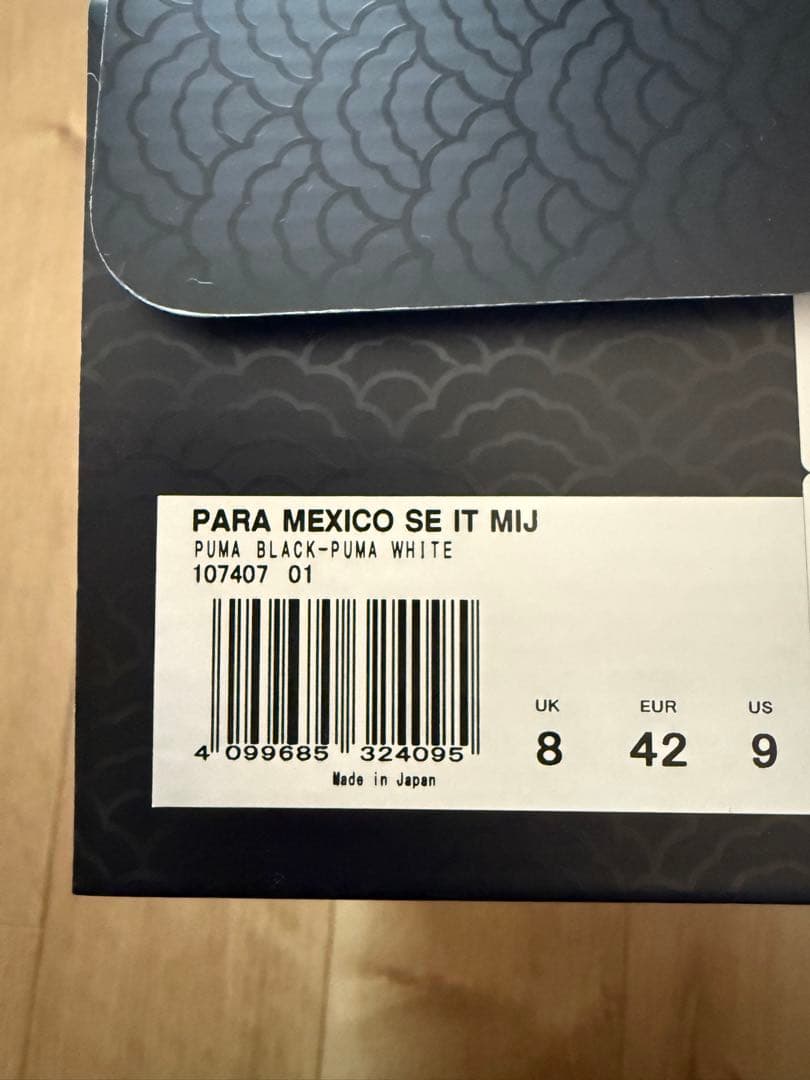 PARA MEXICO SE IT MIJ
PUMA BLACK-PUMA WHITE
107407 01
4 099685 324095
Made in Japan
UK EUR US
8 42 9